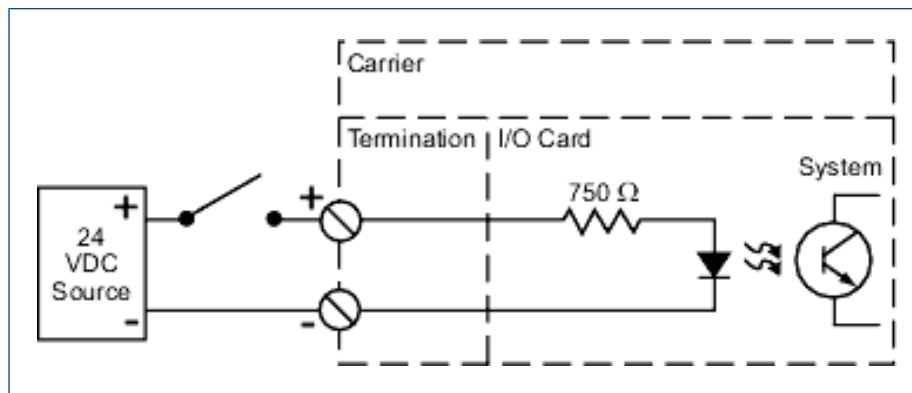 Carrier
Termination
I/O Card
System
750 Ω
+
+
24
VDC
Source
-
-